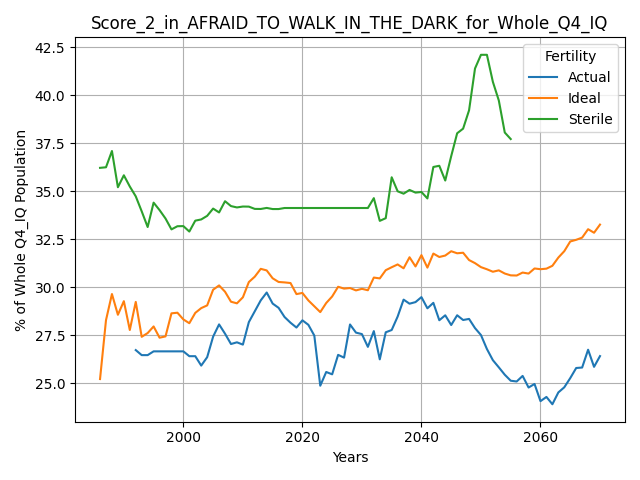 Score_2_in_AFRAID_TO_WALK_IN_THE_DARK_for_Whole_Q4_IQ
42.5
40.0
37.5
35.0
32.5
30.0
27.5
25.0
% of Whole Q4_IQ Population
Fertility
Actual
Ideal
Sterile
2000
2020
2040
2060
Years